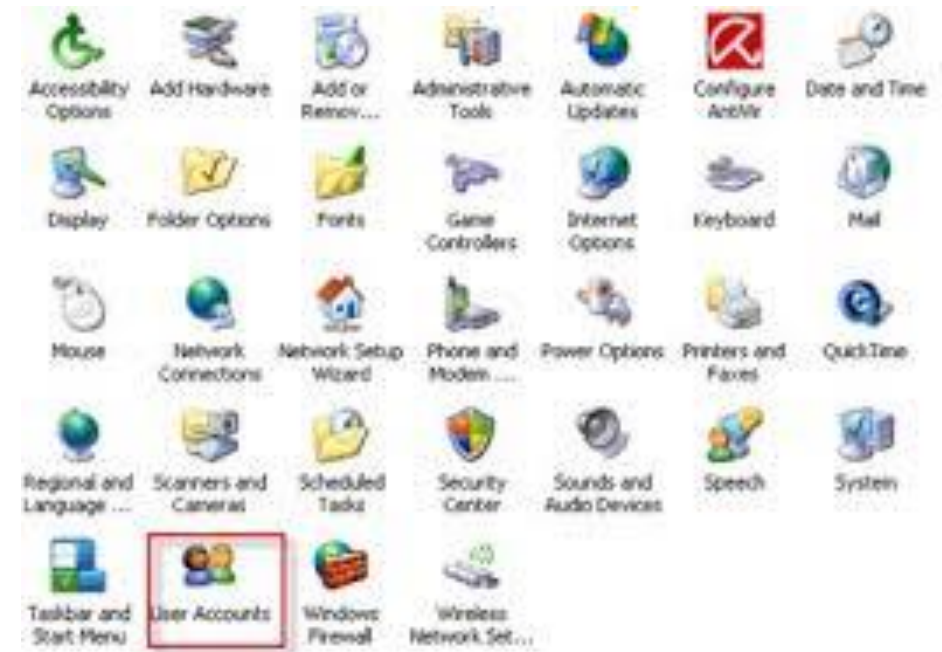 Accessibility Options
Add Hardware
Add or Remov...
Administrative Tools
Automatic Updates
Configure AntiVir
Date and Time
Display
Folder Options
Fonts
Game Controllers
Internet Options
Keyboard
Mail
Mouse
Network Connections
Network Setup Wizard
Phone and Modem ...
Power Options
Printers and Faxes
QuickTime
Regional and Language ...
Scanners and Cameras
Scheduled Tasks
Security Center
Sounds and Audio Devices
Speech
System
Taskbar and Start Menu
User Accounts
Windows Firewall
Wireless Network Set...